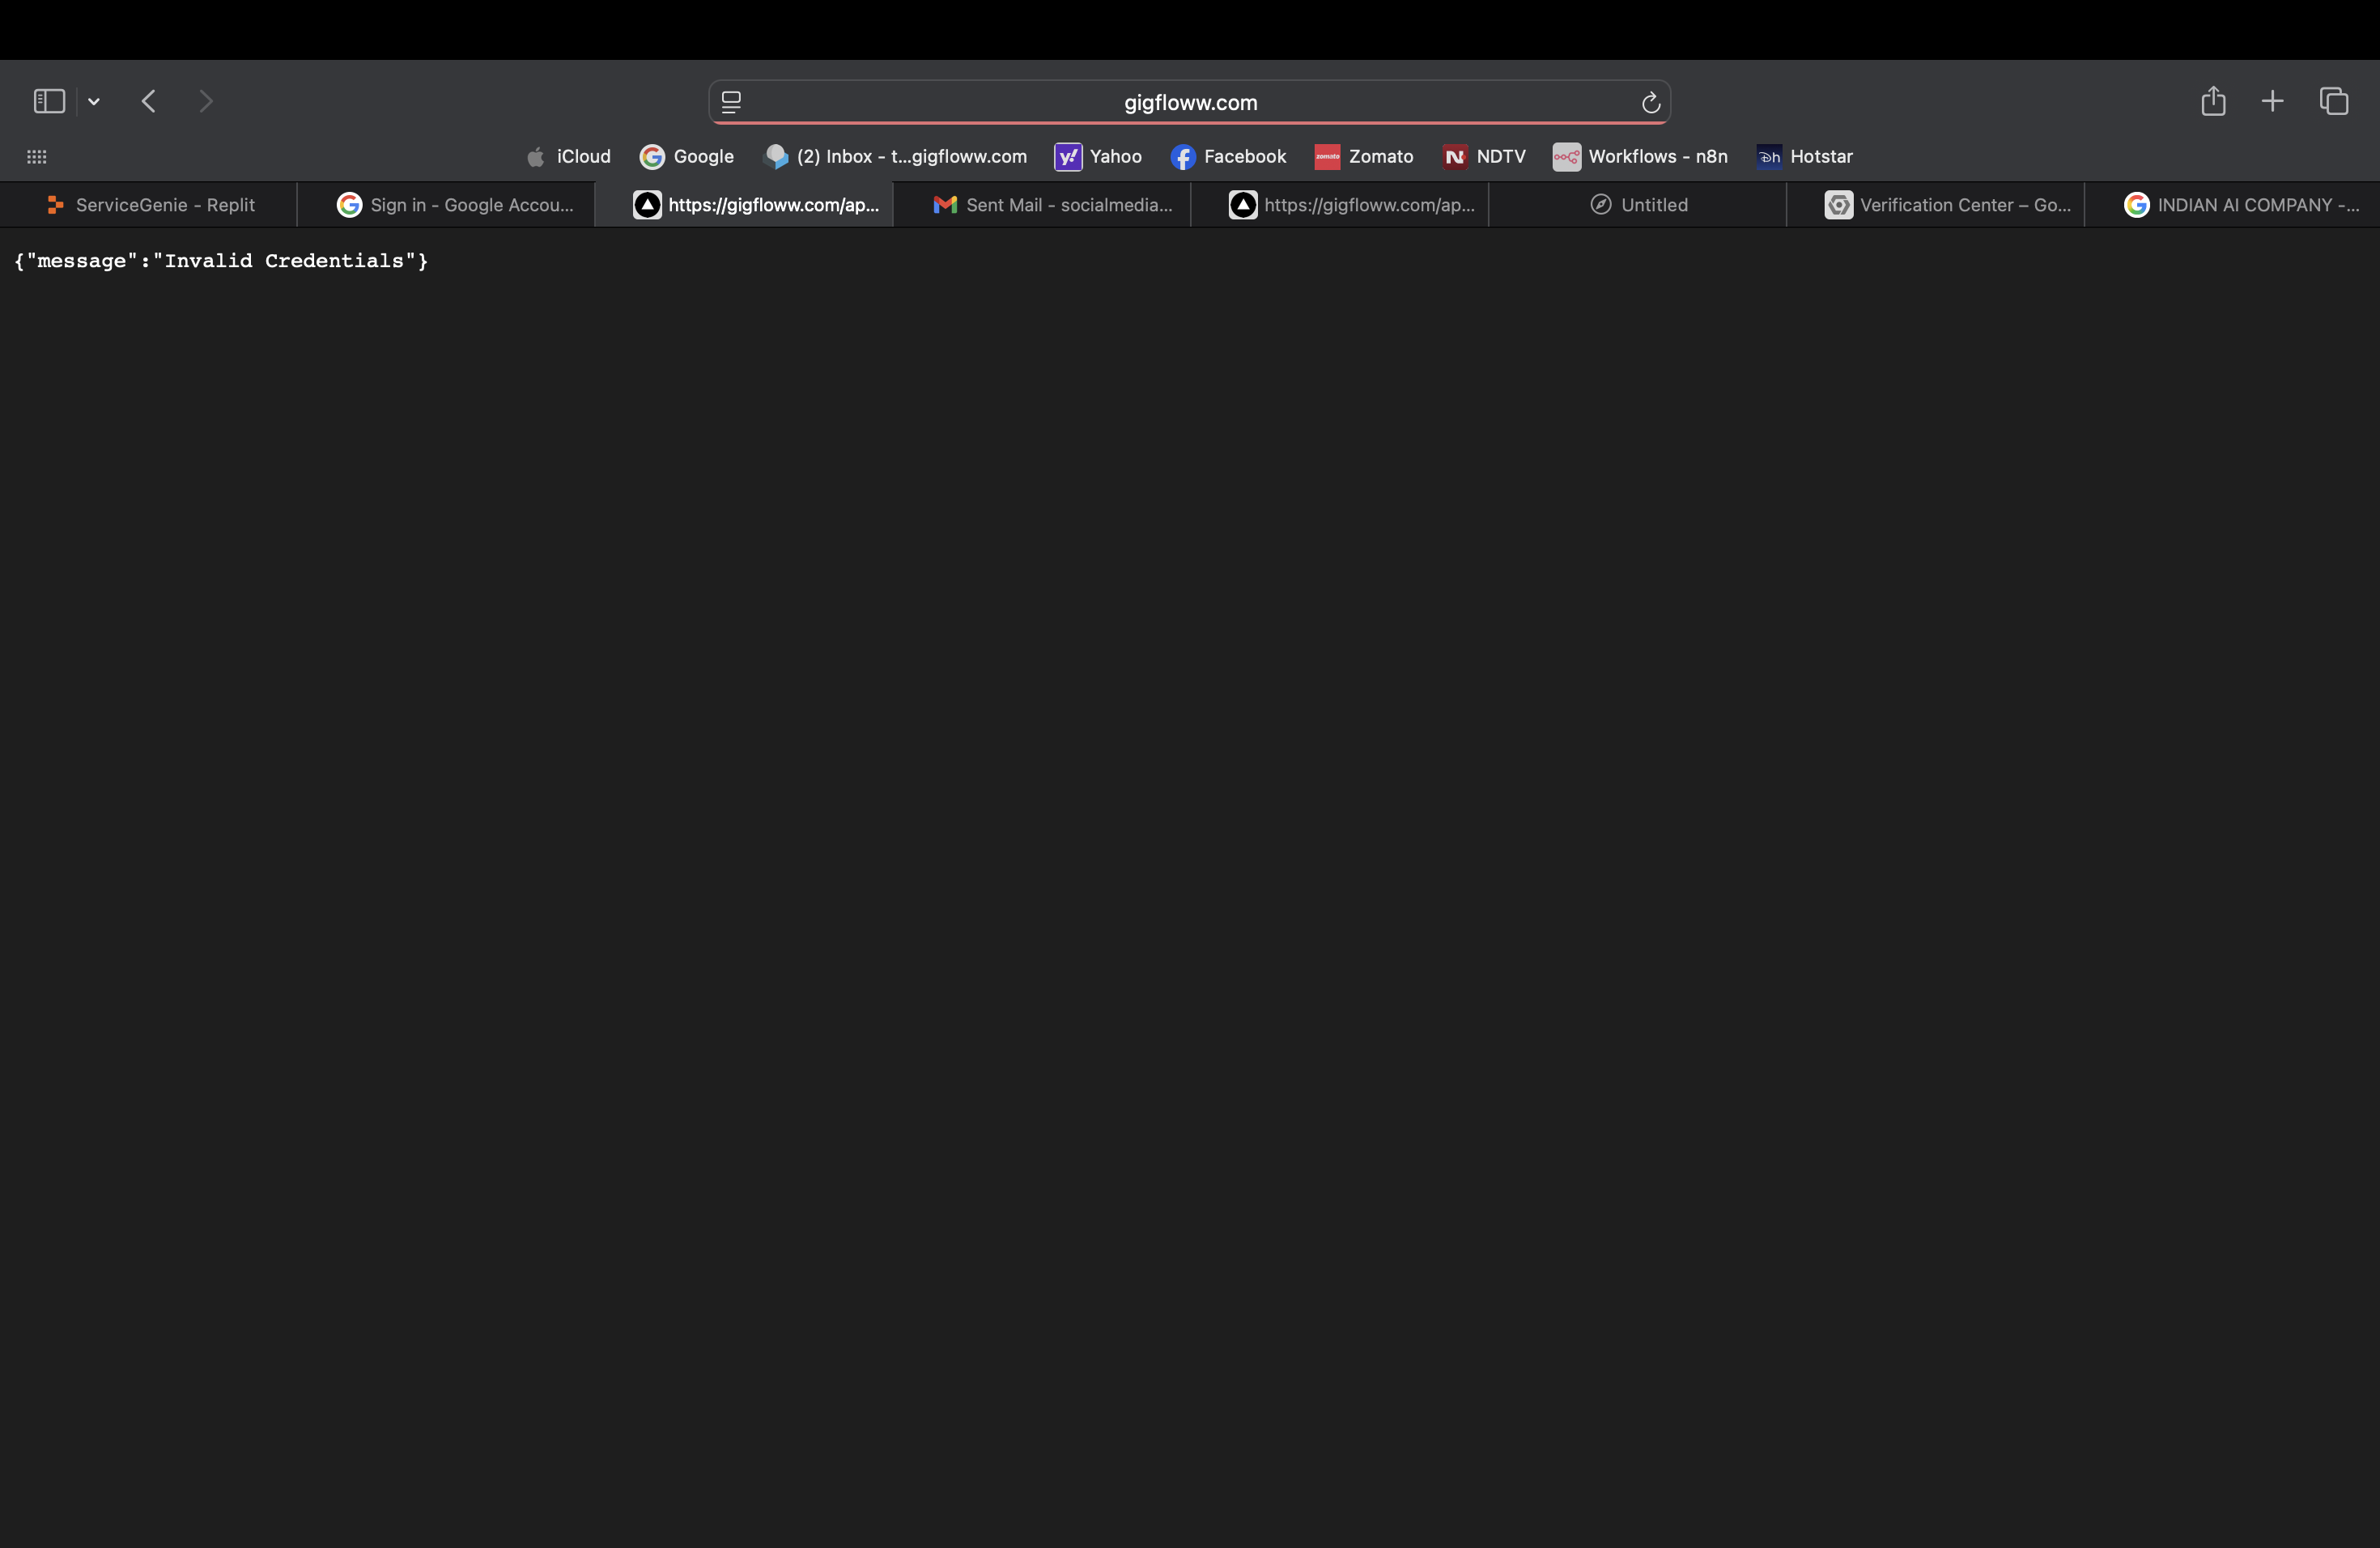 gigfloww.com
iCloud Google (2) Inbox - t...gigfloww.com Yahoo Facebook zomato Zomato NDTV Workflows - n8n Hotstar
ServiceGenie - Replit Sign in - Google Accou... https://gigfloww.com/ap... Sent Mail - socialmedia... https://gigfloww.com/ap... Untitled Verification Center – Go... INDIAN AI COMPANY -...
{"message":"Invalid Credentials"}